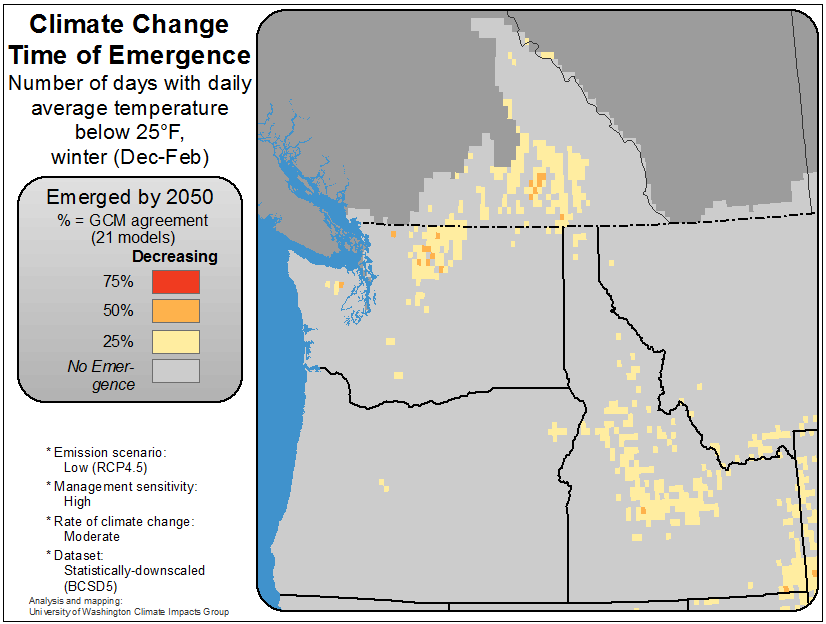 Climate Change
Time of Emergence
Number of days with daily
average temperature
below 25°F,
winter (Dec-Feb)
Emerged by 2050
% = GCM agreement
(21 models)
Decreasing
75%
50%
25%
No Emer-
gence
* Emission scenario:
Low (RCP4.5)
* Management sensitivity:
High
* Rate of climate change:
Moderate
* Dataset:
Statistically-downscaled
(BCSD5)
Analysis and mapping:
University of Washington Climate Impacts Group